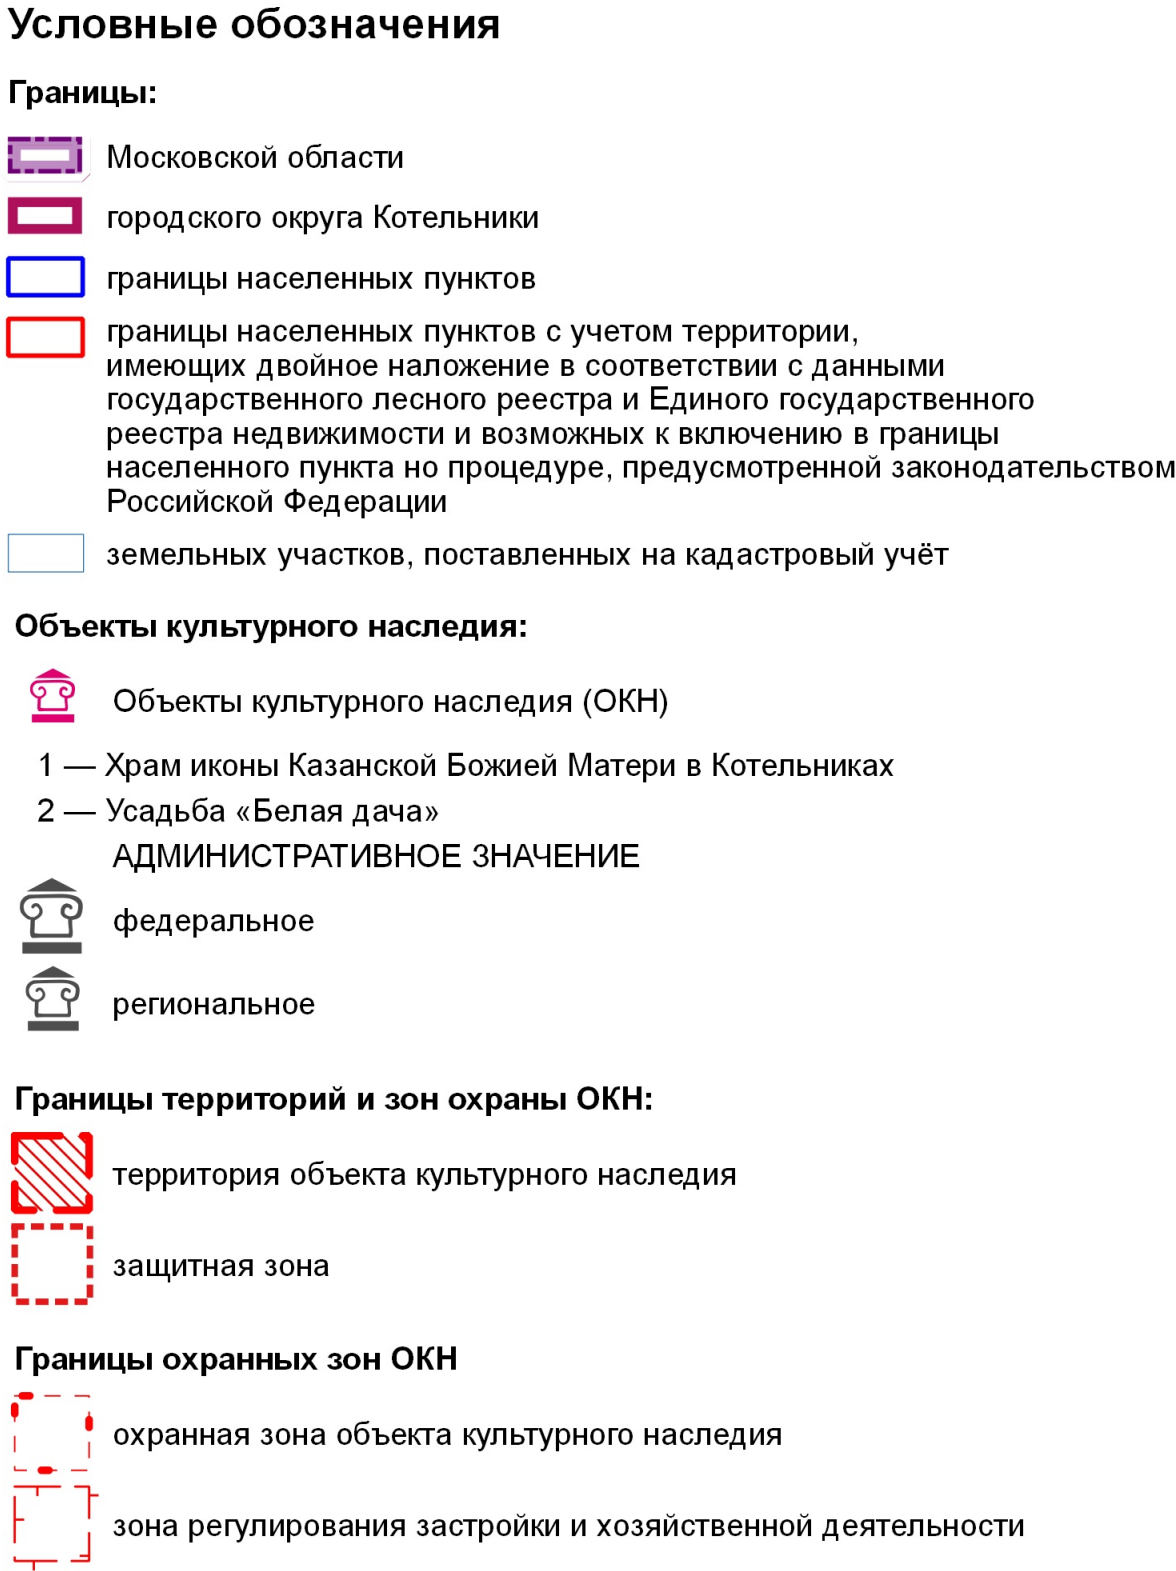 Условные обозначения
Границы:
Московской области
городского округа Котельники
границы населенных пунктов
границы населенных пунктов с учетом территории,
имеющих двойное наложение в соответствии с данными
государственного лесного реестра и Единого государственного
реестра недвижимости и возможных к включению в границы
населенного пункта но процедуре, предусмотренной законодательством
Российской Федерации
земельных участков, поставленных на кадастровый учёт
Объекты культурного наследия:
Объекты культурного наследия (ОКН)
1 — Храм иконы Казанской Божией Матери в Котельниках
2 — Усадьба «Белая дача»
АДМИНИСТРАТИВНОЕ ЗНАЧЕНИЕ
федеральное
региональное
Границы территорий и зон охраны ОКН:
территория объекта культурного наследия
защитная зона
Границы охранных зон ОКН
охранная зона объекта культурного наследия
зона регулирования застройки и хозяйственной деятельности